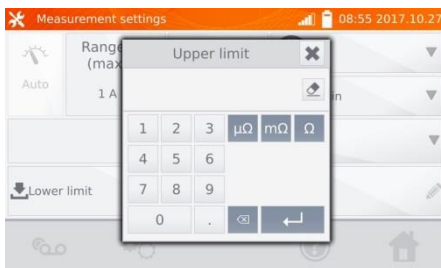 Measurement settings 08:55 2017.10.27
Range Upper limit
(max
Auto 1 A in
1 2 3 µΩ mΩ Ω
4 5 6
7 8 9
Lower limit
0 .